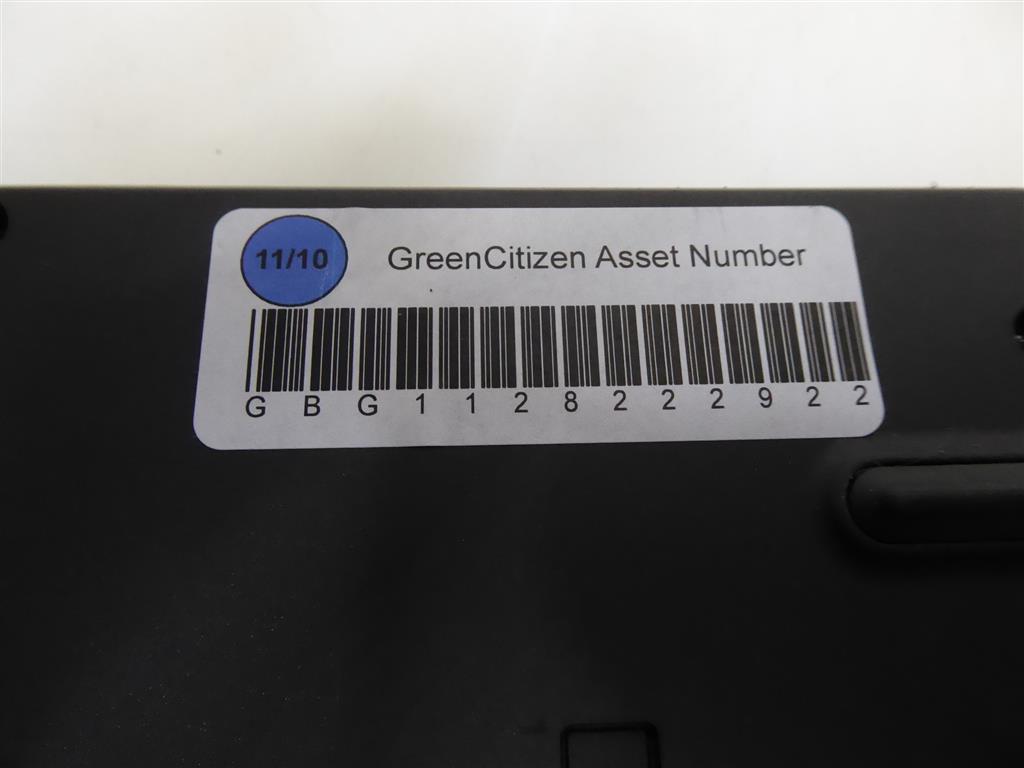 11/10
GreenCitizen Asset Number
G B G 1 1 2 8 2 2 2 9 2 2